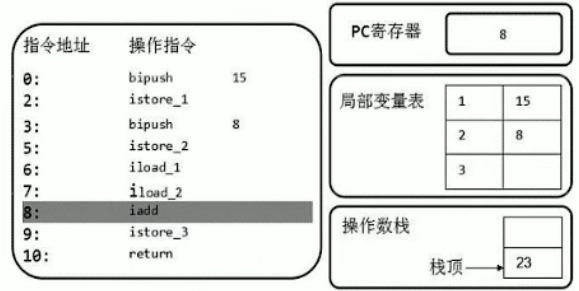 指令地址 操作指令
0: bipush 15
2: istore_1
3: bipush 8
5: istore_2
6: iload_1
7: iload_2
8: iadd
9: istore_3
10: return
PC寄存器 8
局部变量表 1 15
2 8
3
操作数栈
栈顶 23